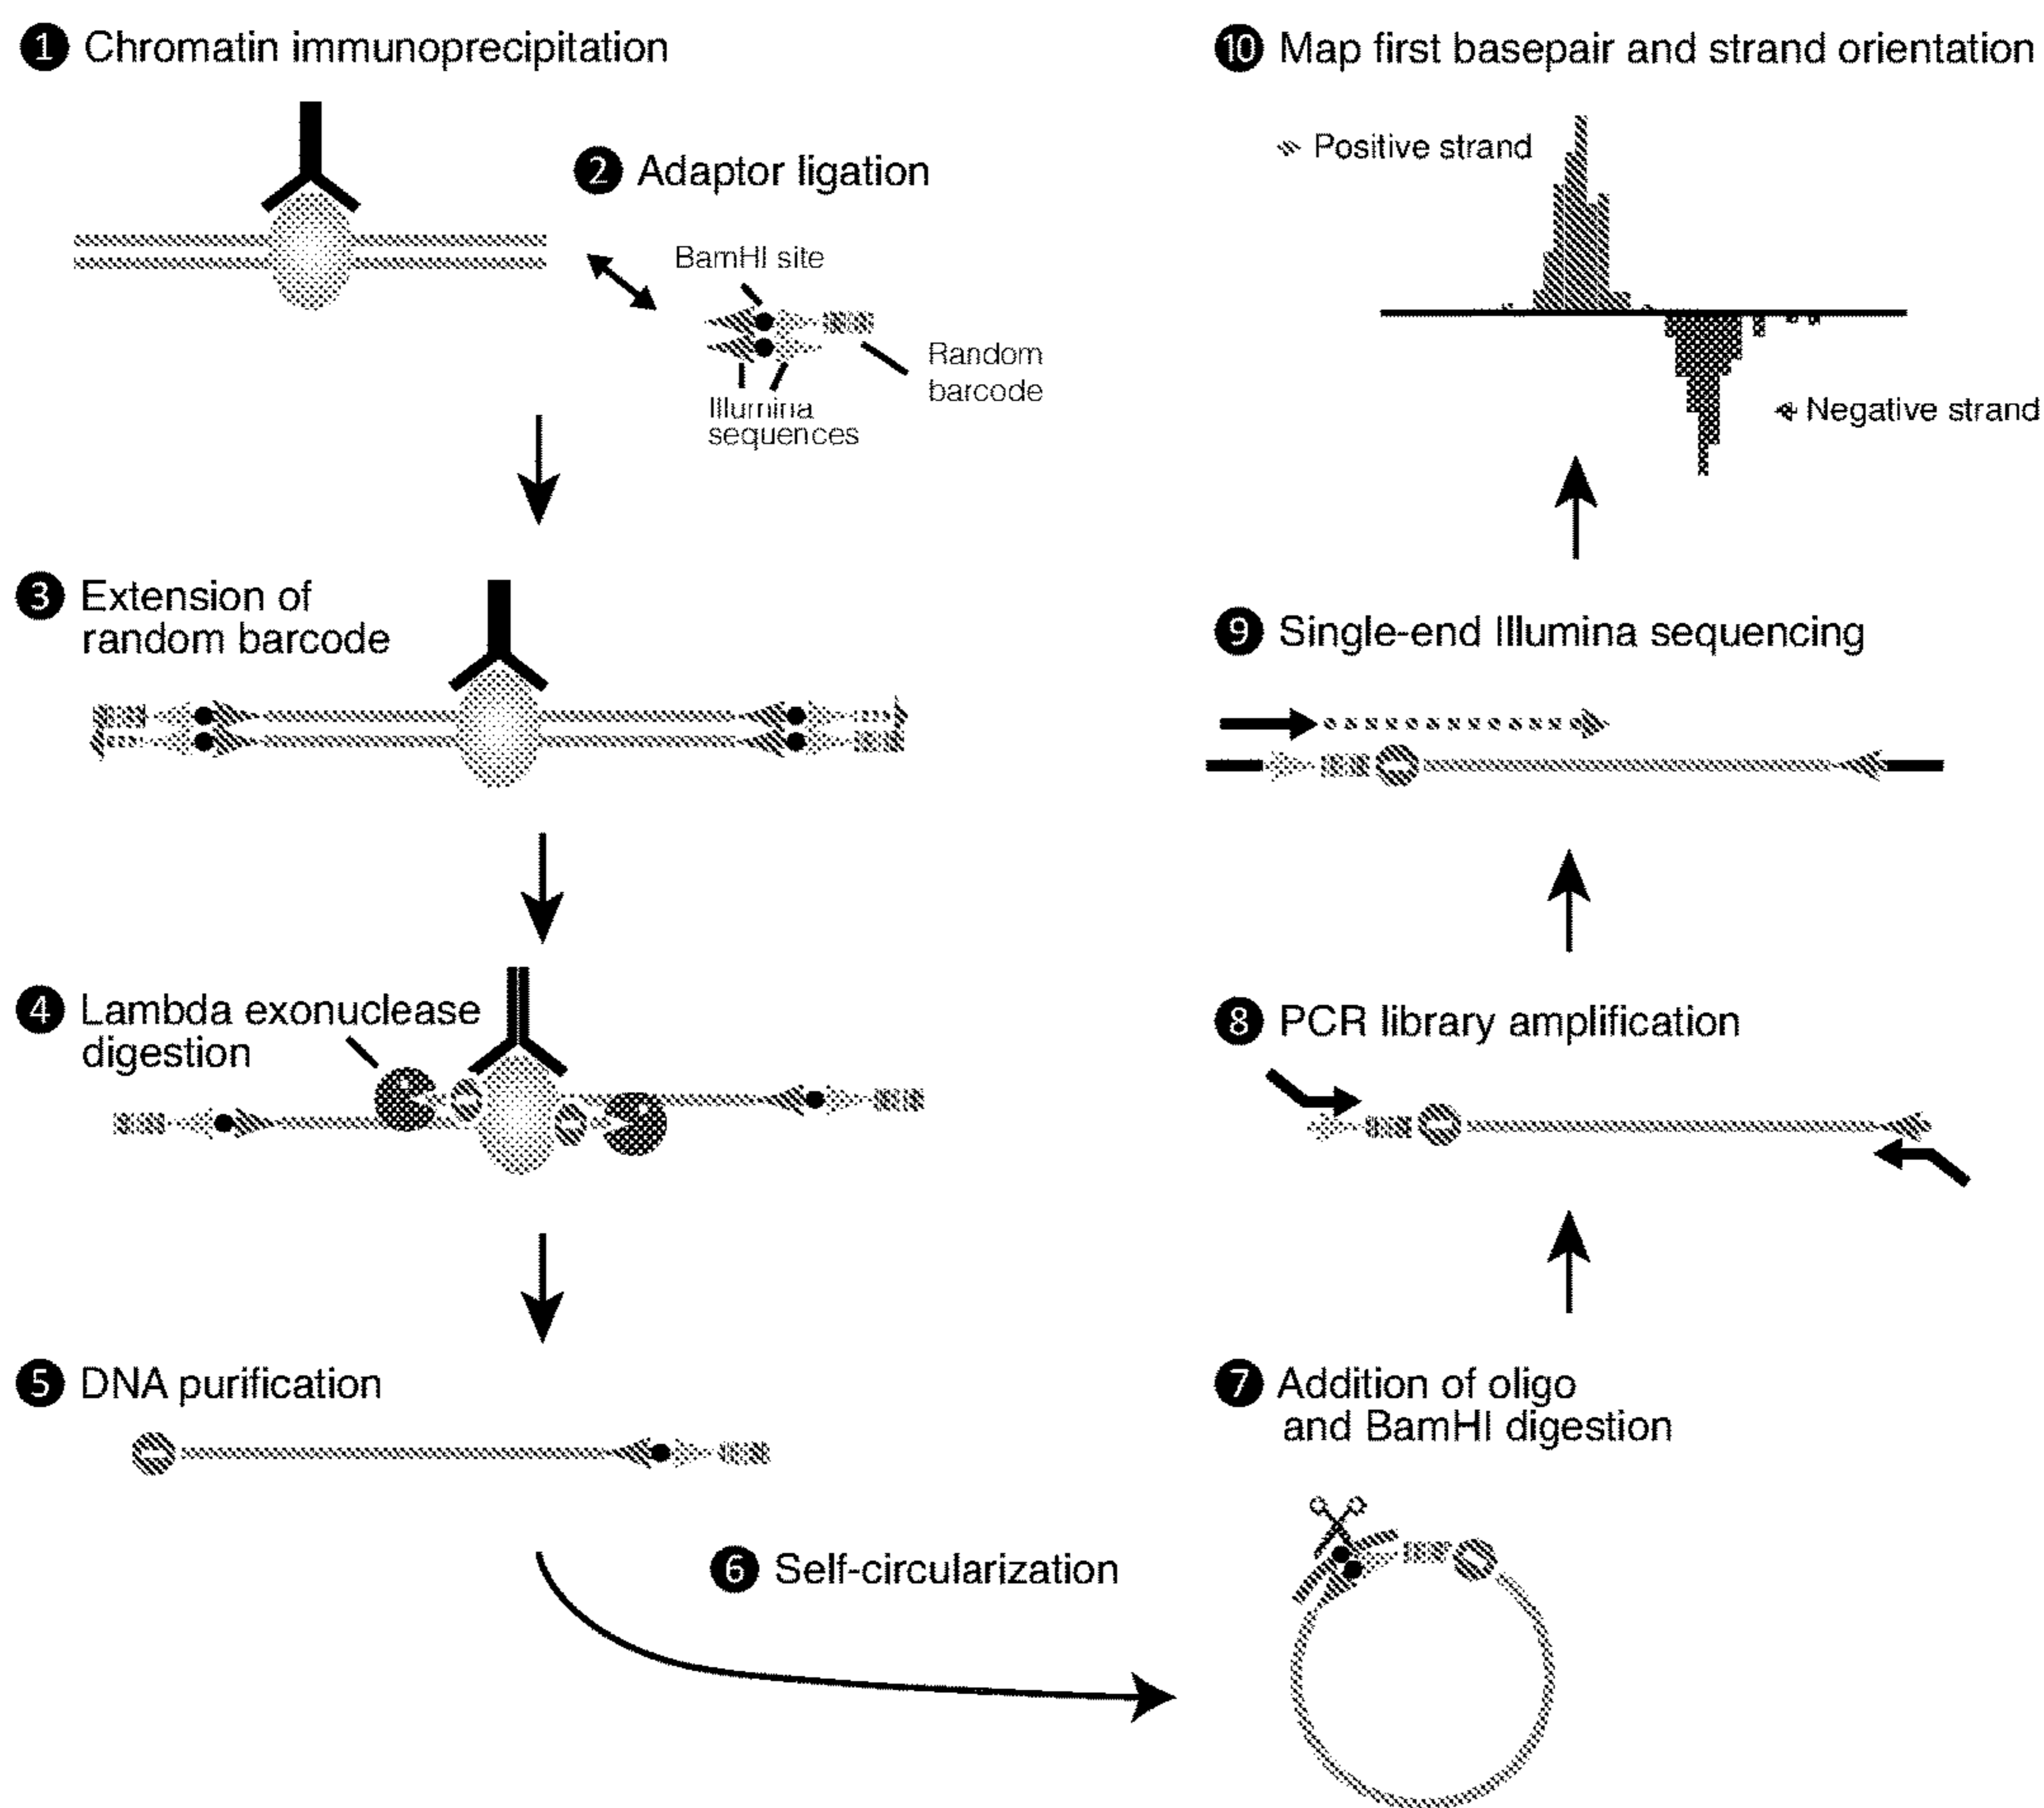 1 Chromatin immunoprecipitation
2 Adaptor ligation
BamHI site
Random
barcode
Illumina
sequences
3 Extension of
random barcode
4 Lambda exonuclease
digestion
5 DNA purification
6 Self-circularization
7 Addition of oligo
and BamHI digestion
8 PCR library amplification
9 Single-end Illumina sequencing
10 Map first basepair and strand orientation
Positive strand
Negative strand